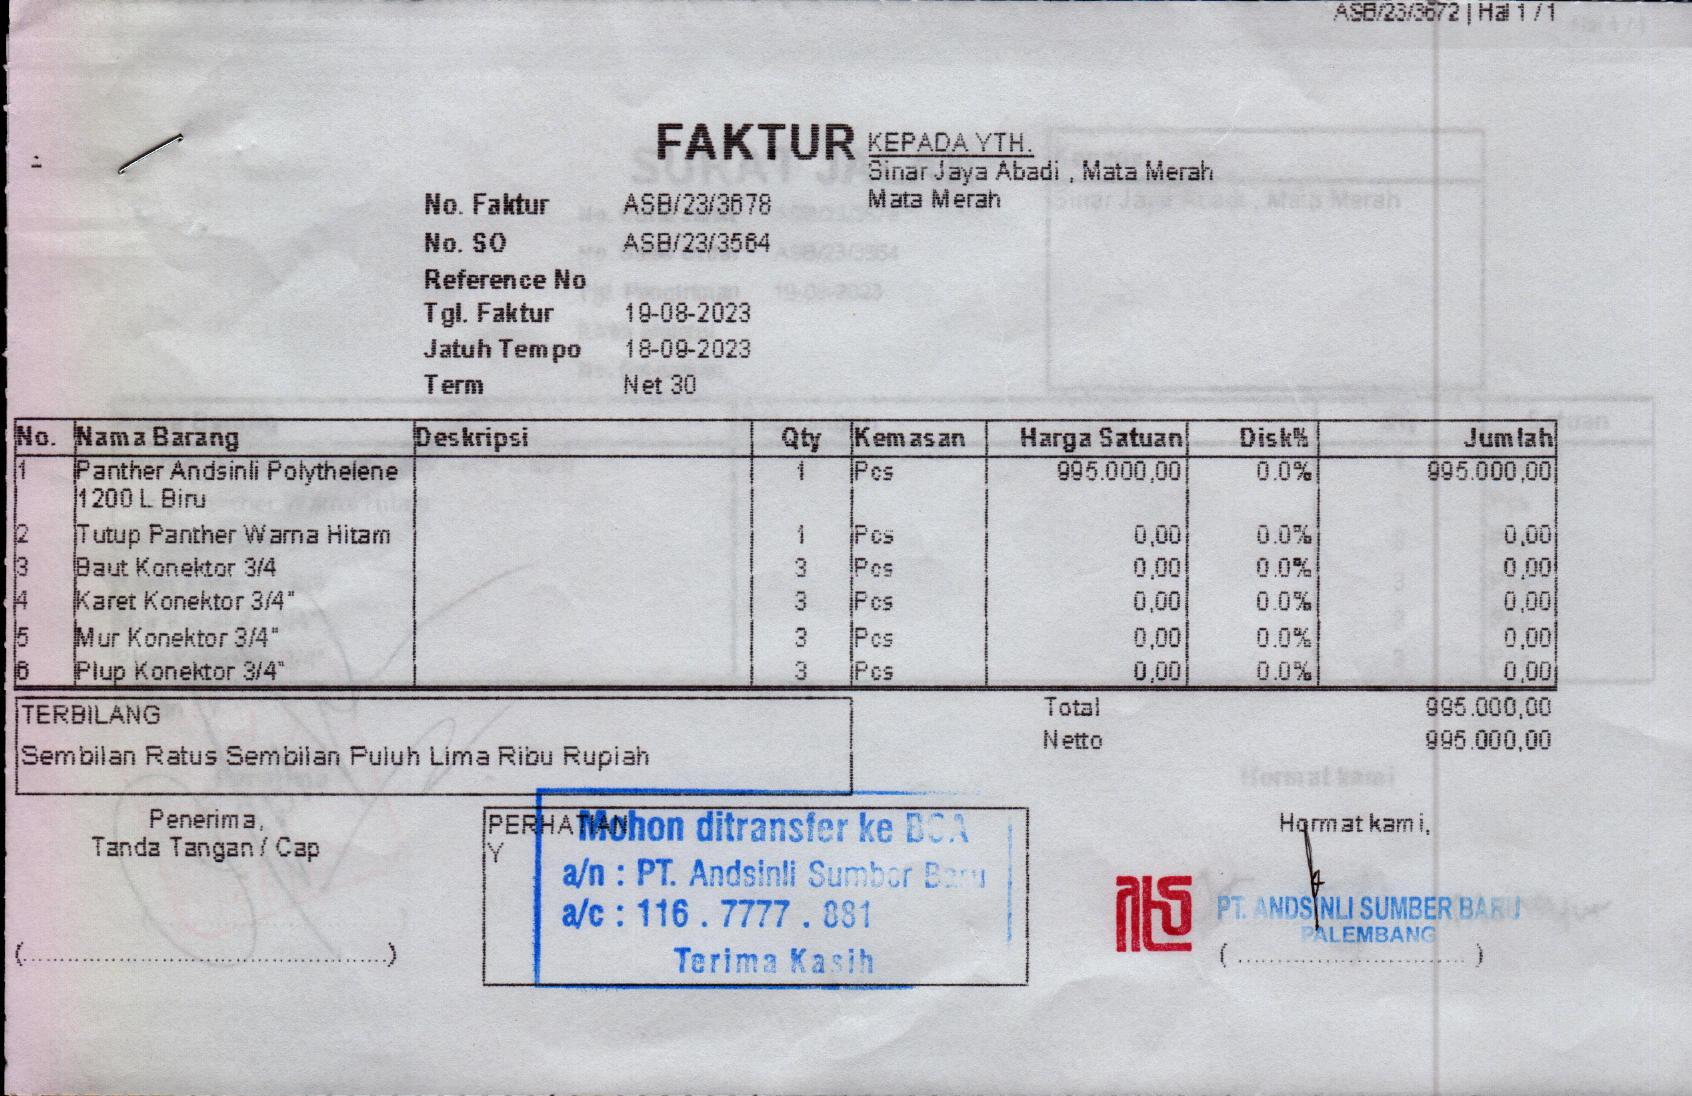 ASB/23/3672 | Hal 1 / 1
FAKTUR
KEPADA YTH.
Sinar Jaya Abadi , Mata Merah
Mata Merah
No. Faktur ASB/23/3678
No. SO ASB/23/3564
Reference No
Tgl. Faktur 19-08-2023
Jatuh Tempo 18-09-2023
Term Net 30
No. Nama Barang Deskripsi Qty Kemasan Harga Satuan Disk% Jumlah
1 Panther Andsinli Polythelene 1 Pcs 995.000,00 0.0% 995.000,00
1200 L Biru
2 Tutup Panther Warna Hitam 1 Pcs 0,00 0.0% 0,00
3 Baut Konektor 3/4 3 Pcs 0,00 0.0% 0,00
4 Karet Konektor 3/4" 3 Pcs 0,00 0.0% 0,00
5 Mur Konektor 3/4" 3 Pcs 0,00 0.0% 0,00
6 Plup Konektor 3/4" 3 Pcs 0,00 0.0% 0,00
Total 995.000,00
Netto 995.000,00
TERBILANG
Sembilan Ratus Sembilan Puluh Lima Ribu Rupiah
Penerima,
Tanda Tangan / Cap
(...............................................)
PERHATIAN
Y
Mohon ditransfer ke BCA
a/n : PT. Andsinli Sumber Baru
a/c : 116 . 7777 . 881
Terima Kasih
Hormat kami,
PT. ANDSINLI SUMBER BARU
PALEMBANG
( ............................. )